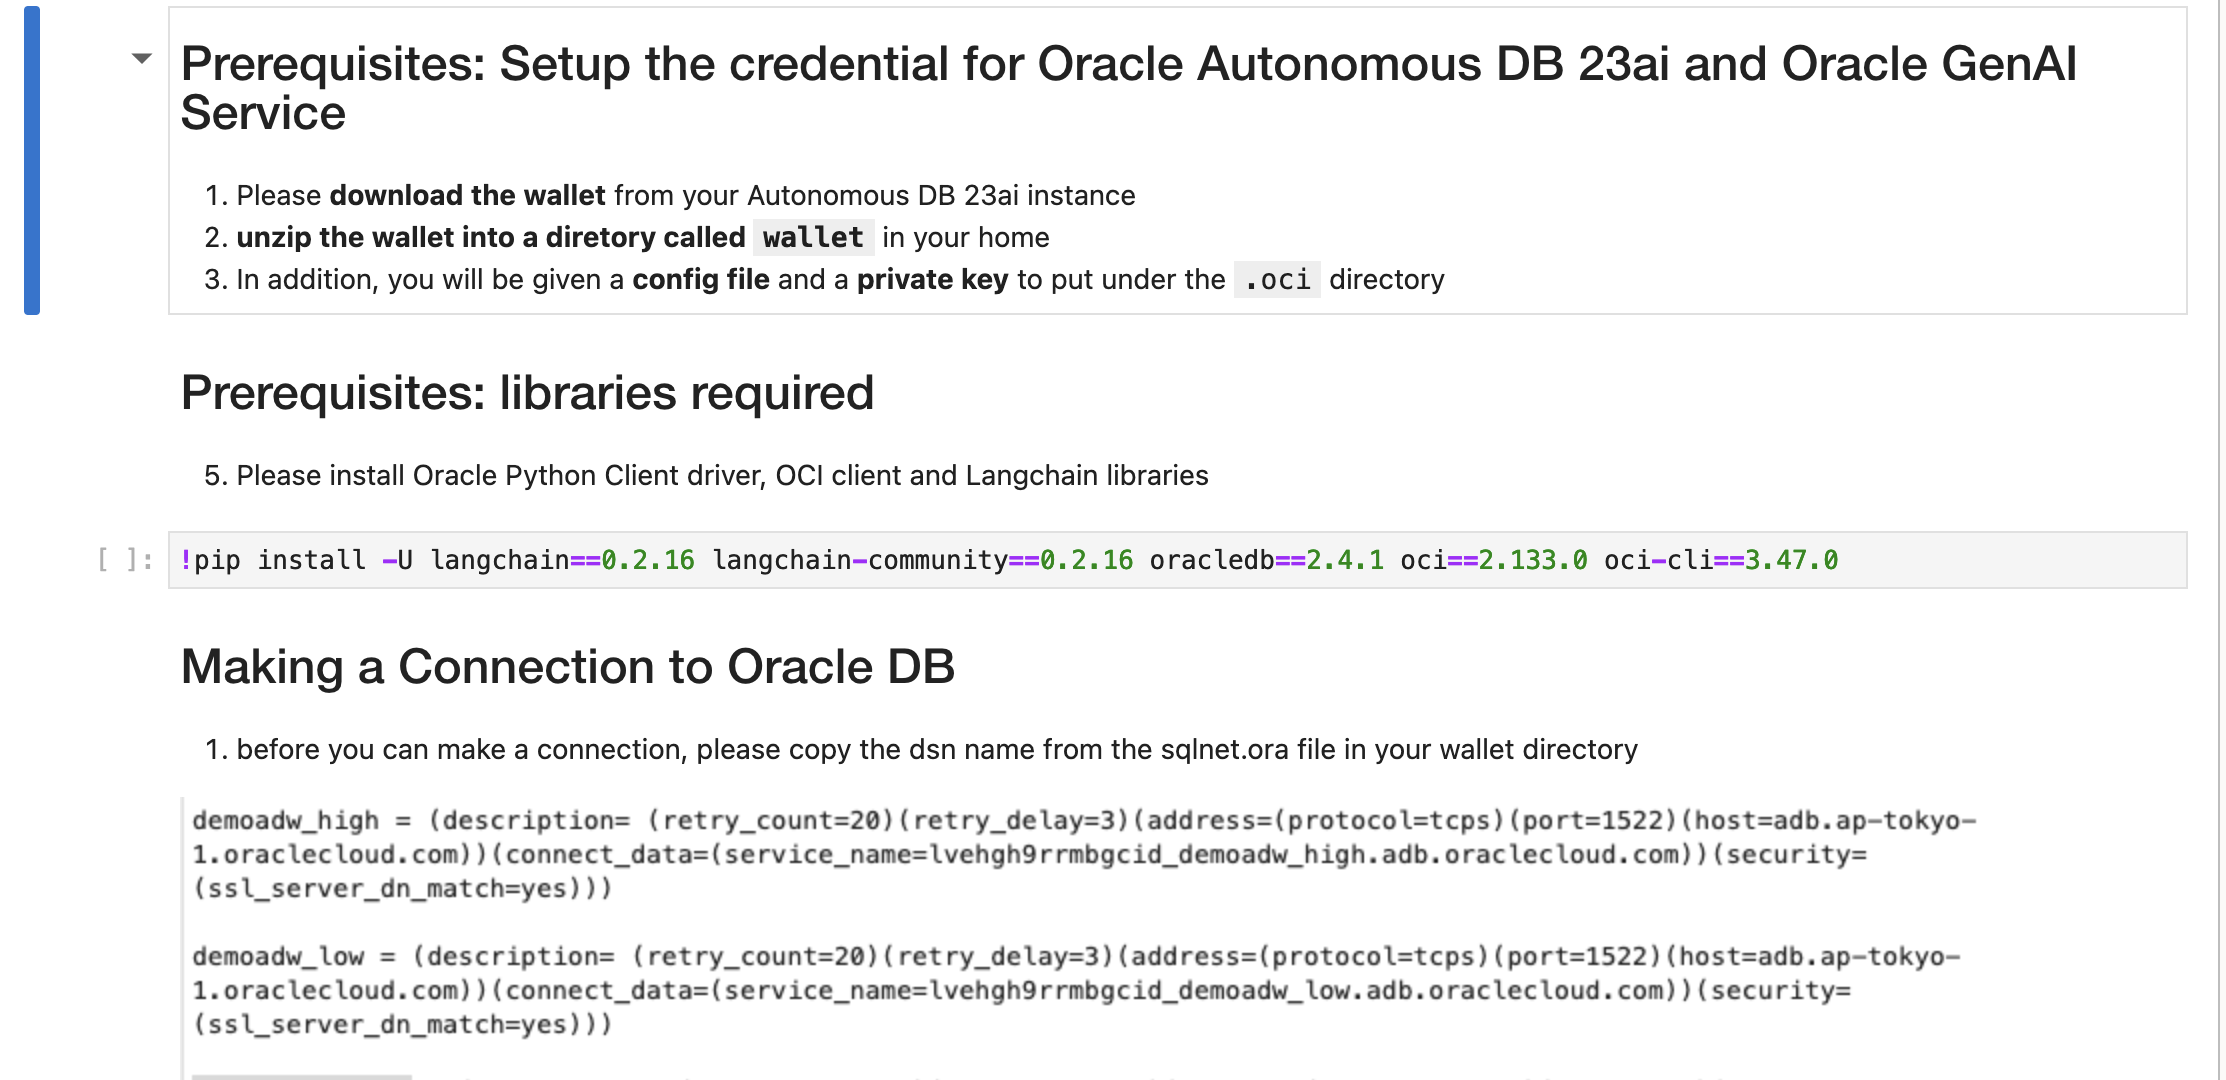 Prerequisites: Setup the credential for Oracle Autonomous DB 23ai and Oracle GenAI
Service
1. Please download the wallet from your Autonomous DB 23ai instance
2. unzip the wallet into a diretory called wallet in your home
3. In addition, you will be given a config file and a private key to put under the .oci directory
Prerequisites: libraries required
5. Please install Oracle Python Client driver, OCI client and Langchain libraries
[ ]: !pip install -U langchain==0.2.16 langchain-community==0.2.16 oracledb==2.4.1 oci==2.133.0 oci-cli==3.47.0
Making a Connection to Oracle DB
1. before you can make a connection, please copy the dsn name from the sqlnet.ora file in your wallet directory
demoadw_high = (description= (retry_count=20)(retry_delay=3)(address=(protocol=tcps)(port=1522)(host=adb.ap-tokyo-
1.oraclecloud.com))(connect_data=(service_name=lvehgh9rrmbgcid_demoadw_high.adb.oraclecloud.com))(security=
(ssl_server_dn_match=yes)))
demoadw_low = (description= (retry_count=20)(retry_delay=3)(address=(protocol=tcps)(port=1522)(host=adb.ap-tokyo-
1.oraclecloud.com))(connect_data=(service_name=lvehgh9rrmbgcid_demoadw_low.adb.oraclecloud.com))(security=
(ssl_server_dn_match=yes)))